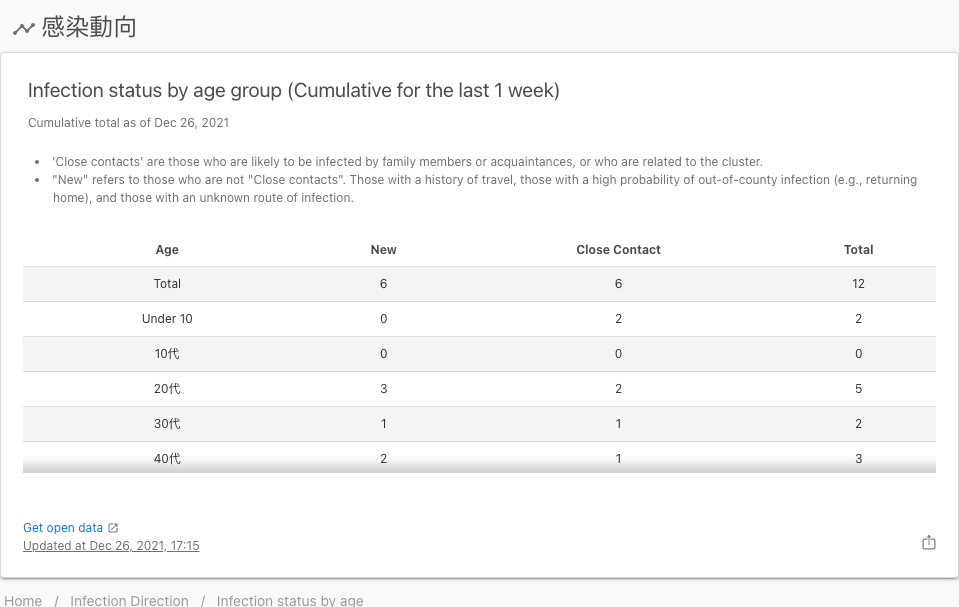 感染動向
Infection status by age group (Cumulative for the last 1 week)
Cumulative total as of Dec 26, 2021
'Close contacts' are those who are likely to be infected by family members or acquaintances, or who are related to the cluster.
"New" refers to those who are not "Close contacts". Those with a history of travel, those with a high probability of out-of-county infection (e.g., returning
home), and those with an unknown route of infection.
Age New Close Contact Total
Total 6 6 12
Under 10 0 2 2
10代 0 0 0
20代 3 2 5
30代 1 1 2
40代 2 1 3
Get open data
Updated at Dec 26, 2021, 17:15
Home / Infection Direction / Infection status by age